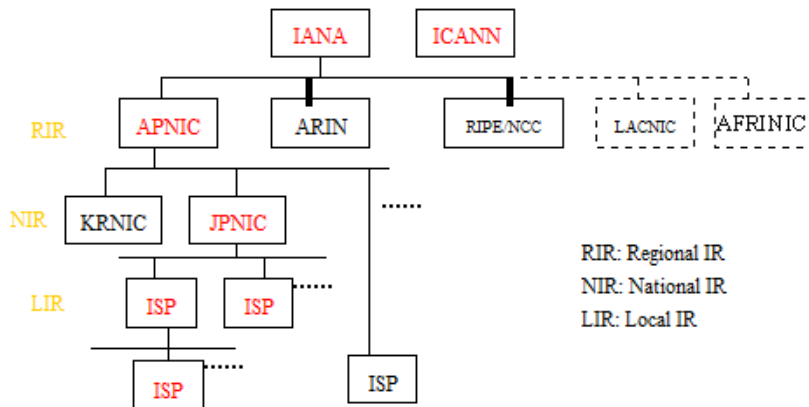 IANA
ICANN
RIR
APNIC
ARIN
RIPE/NCC
LACNIC
AFRINIC
NIR
KRNIC
JPNIC
......
RIR: Regional IR
NIR: National IR
LIR: Local IR
LIR
ISP
ISP
......
ISP
......
ISP